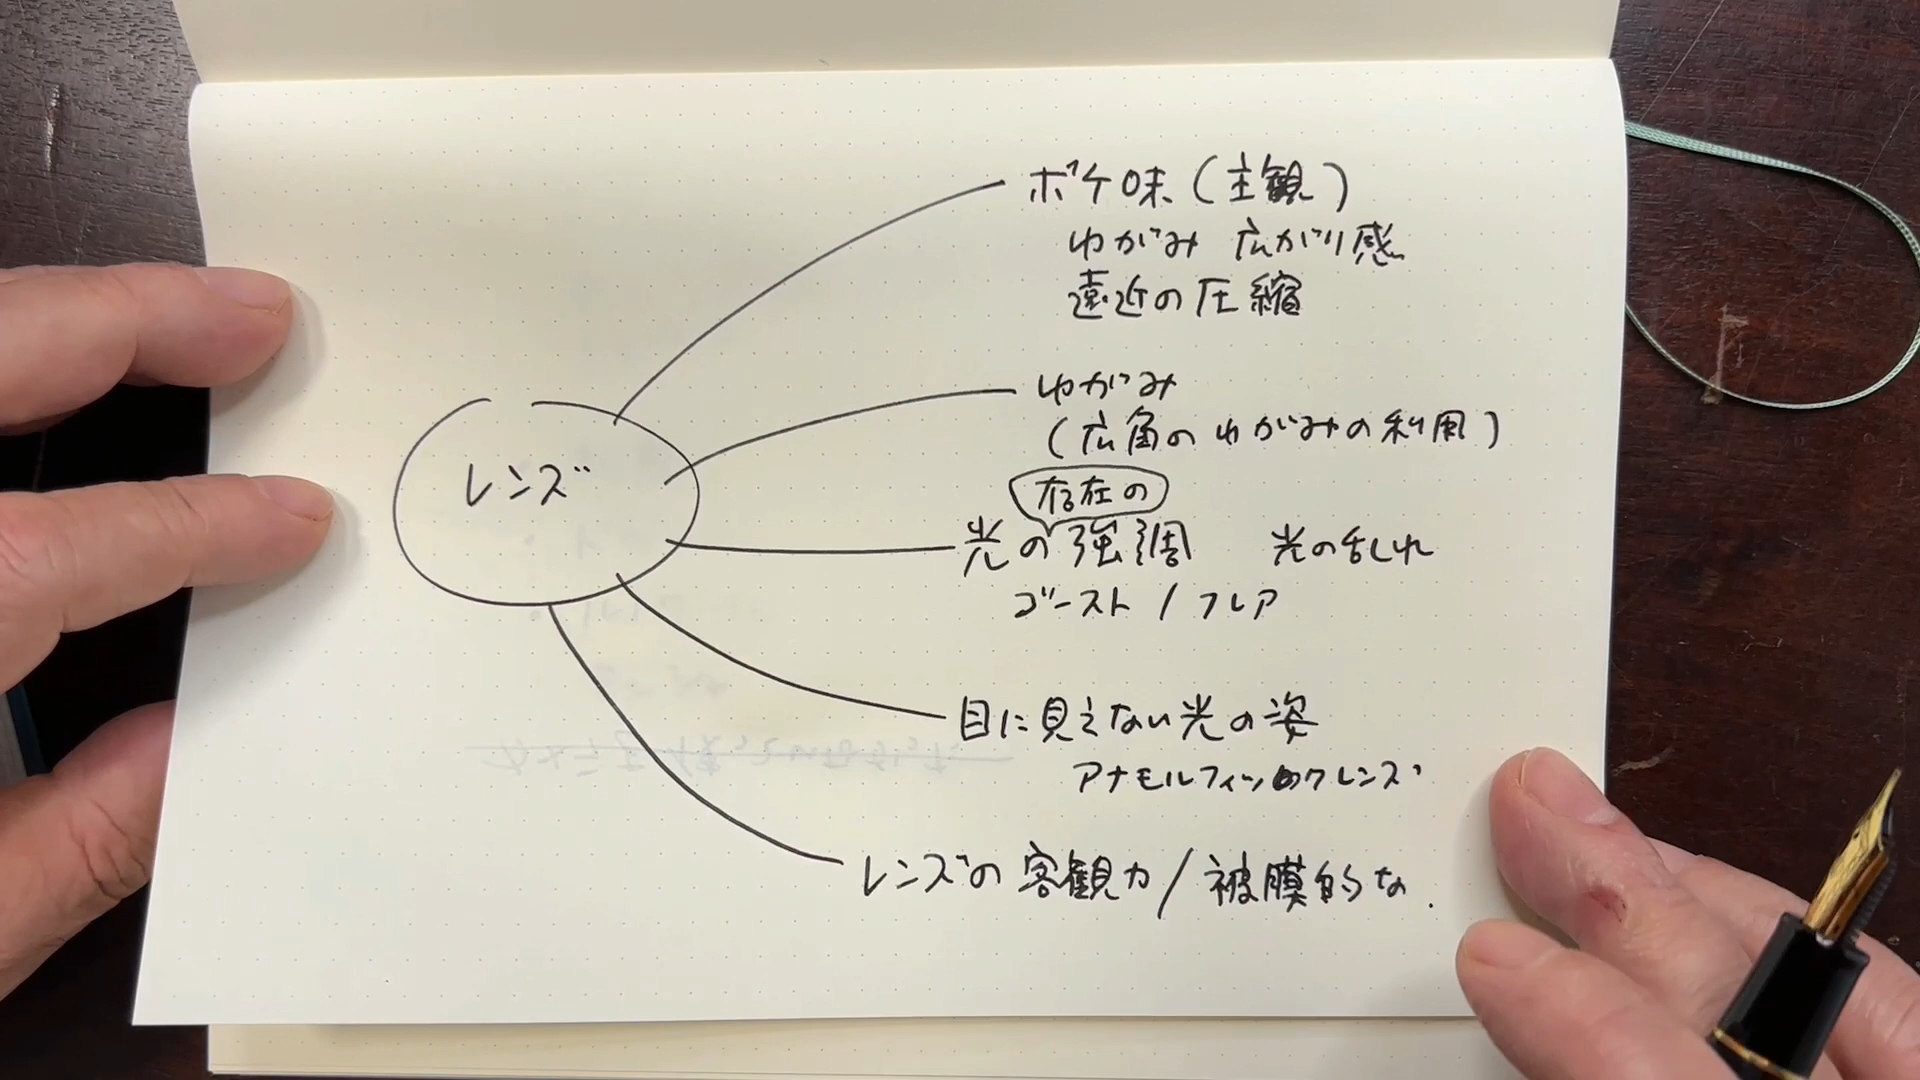 レンズ
ボケ味(主観)
ゆがみ 広がり感
遠近の圧縮
ゆがみ
(広角のゆがみの利用)
存在の
光の強調 光の乱れ
ゴースト/フレア
目に見えない光の姿
アナモルフィックレンズ
レンズの客観力/被膜的な.